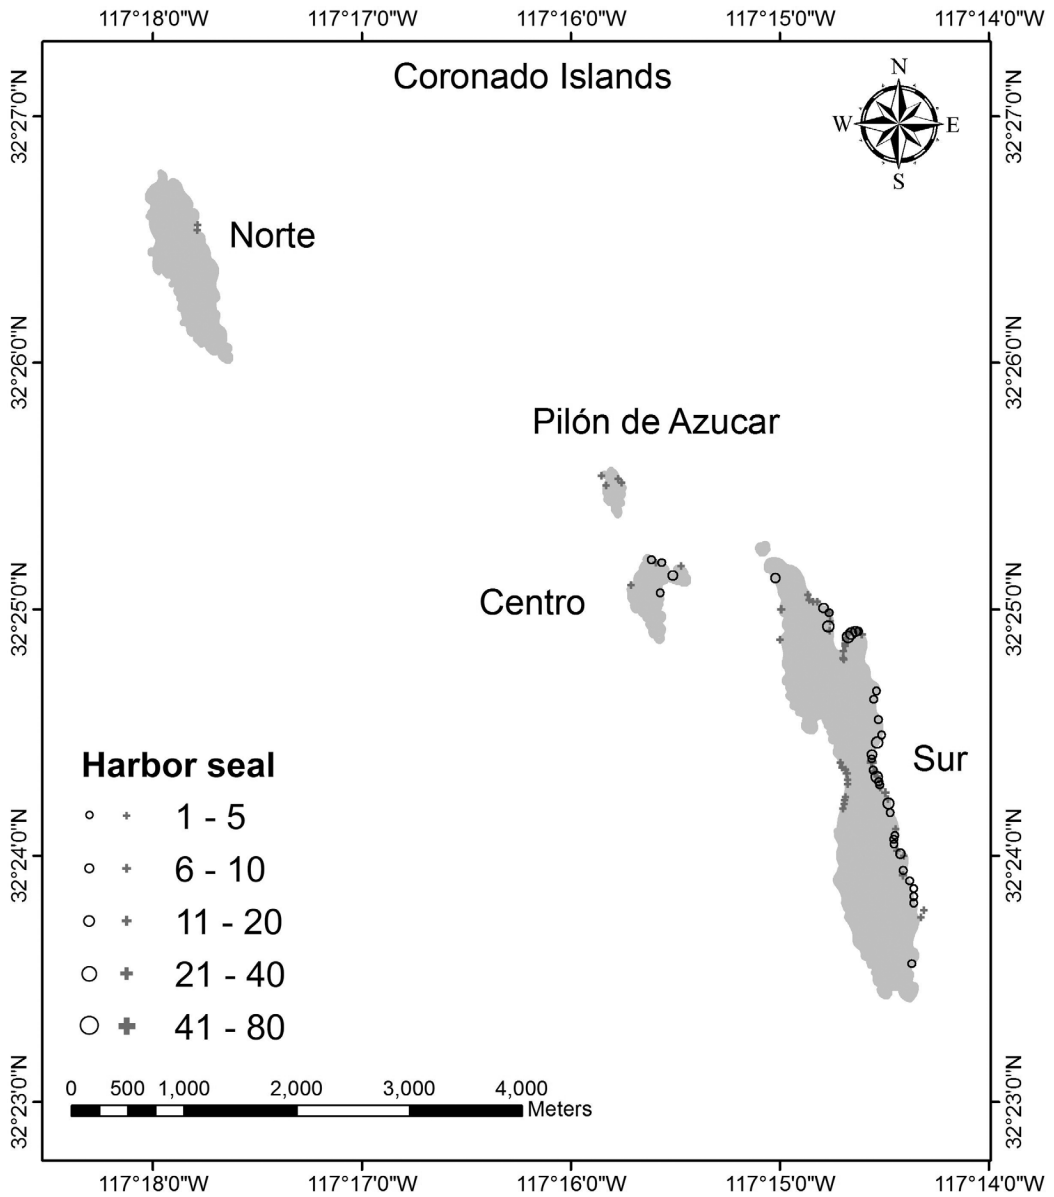 117°18'0"W 117°17'0"W 117°16'0"W 117°15'0"W 117°14'0"W
Coronado Islands
N
W E
S
32°27'0"N 32°27'0"N
Norte
32°26'0"N 32°26'0"N
Pilón de Azucar
Centro
32°25'0"N 32°25'0"N
Sur
Harbor seal
1 - 5
6 - 10
32°24'0"N 32°24'0"N
11 - 20
21 - 40
41 - 80
0 500 1,000 2,000 3,000 4,000
Meters
32°23'0"N 32°23'0"N
117°18'0"W 117°17'0"W 117°16'0"W 117°15'0"W 117°14'0"W